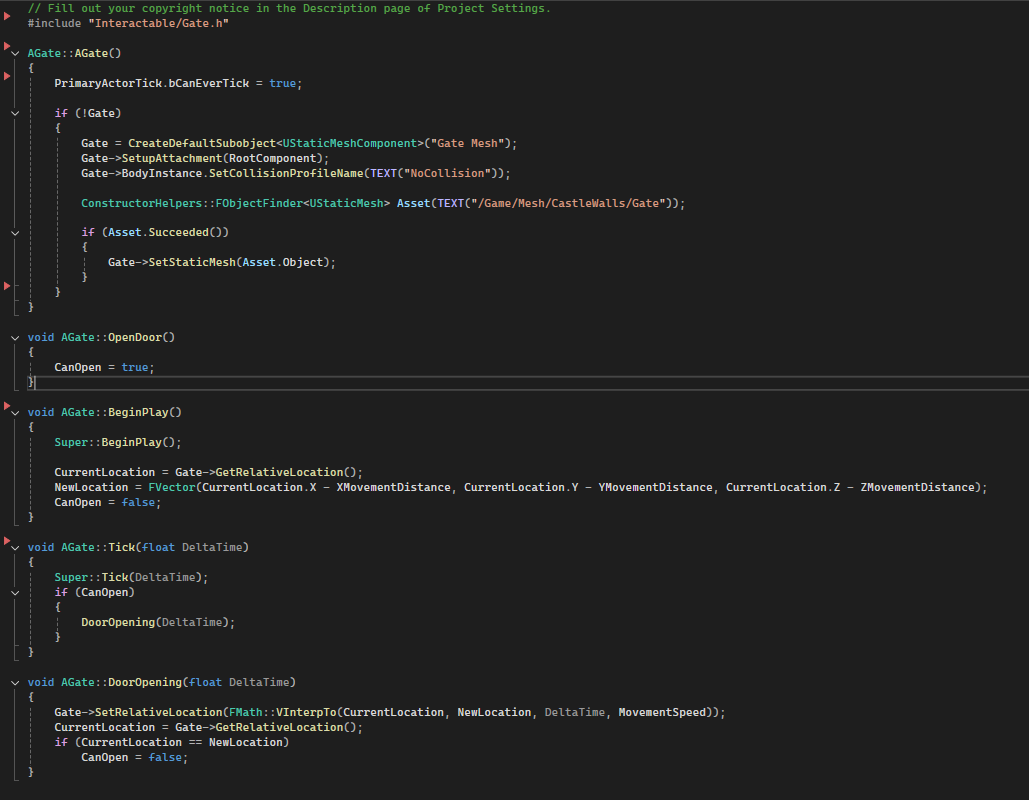 // Fill out your copyright notice in the Description page of Project Settings.
#include "Interactable/Gate.h"

AGate::AGate()
{
    PrimaryActorTick.bCanEverTick = true;

    if (!Gate)
    {
        Gate = CreateDefaultSubobject<UStaticMeshComponent>("Gate Mesh");
        Gate->SetupAttachment(RootComponent);
        Gate->BodyInstance.SetCollisionProfileName(TEXT("NoCollision"));

        ConstructorHelpers::FObjectFinder<UStaticMesh> Asset(TEXT("/Game/Mesh/CastleWalls/Gate"));

        if (Asset.Succeeded())
        {
            Gate->SetStaticMesh(Asset.Object);
        }
    }
}

void AGate::OpenDoor()
{
    CanOpen = true;
}

void AGate::BeginPlay()
{
    Super::BeginPlay();

    CurrentLocation = Gate->GetRelativeLocation();
    NewLocation = FVector(CurrentLocation.X - XMovementDistance, CurrentLocation.Y - YMovementDistance, CurrentLocation.Z - ZMovementDistance);
    CanOpen = false;
}

void AGate::Tick(float DeltaTime)
{
    Super::Tick(DeltaTime);
    if (CanOpen)
    {
        DoorOpening(DeltaTime);
    }
}

void AGate::DoorOpening(float DeltaTime)
{
    Gate->SetRelativeLocation(FMath::VInterpTo(CurrentLocation, NewLocation, DeltaTime, MovementSpeed));
    CurrentLocation = Gate->GetRelativeLocation();
    if (CurrentLocation == NewLocation)
        CanOpen = false;
}